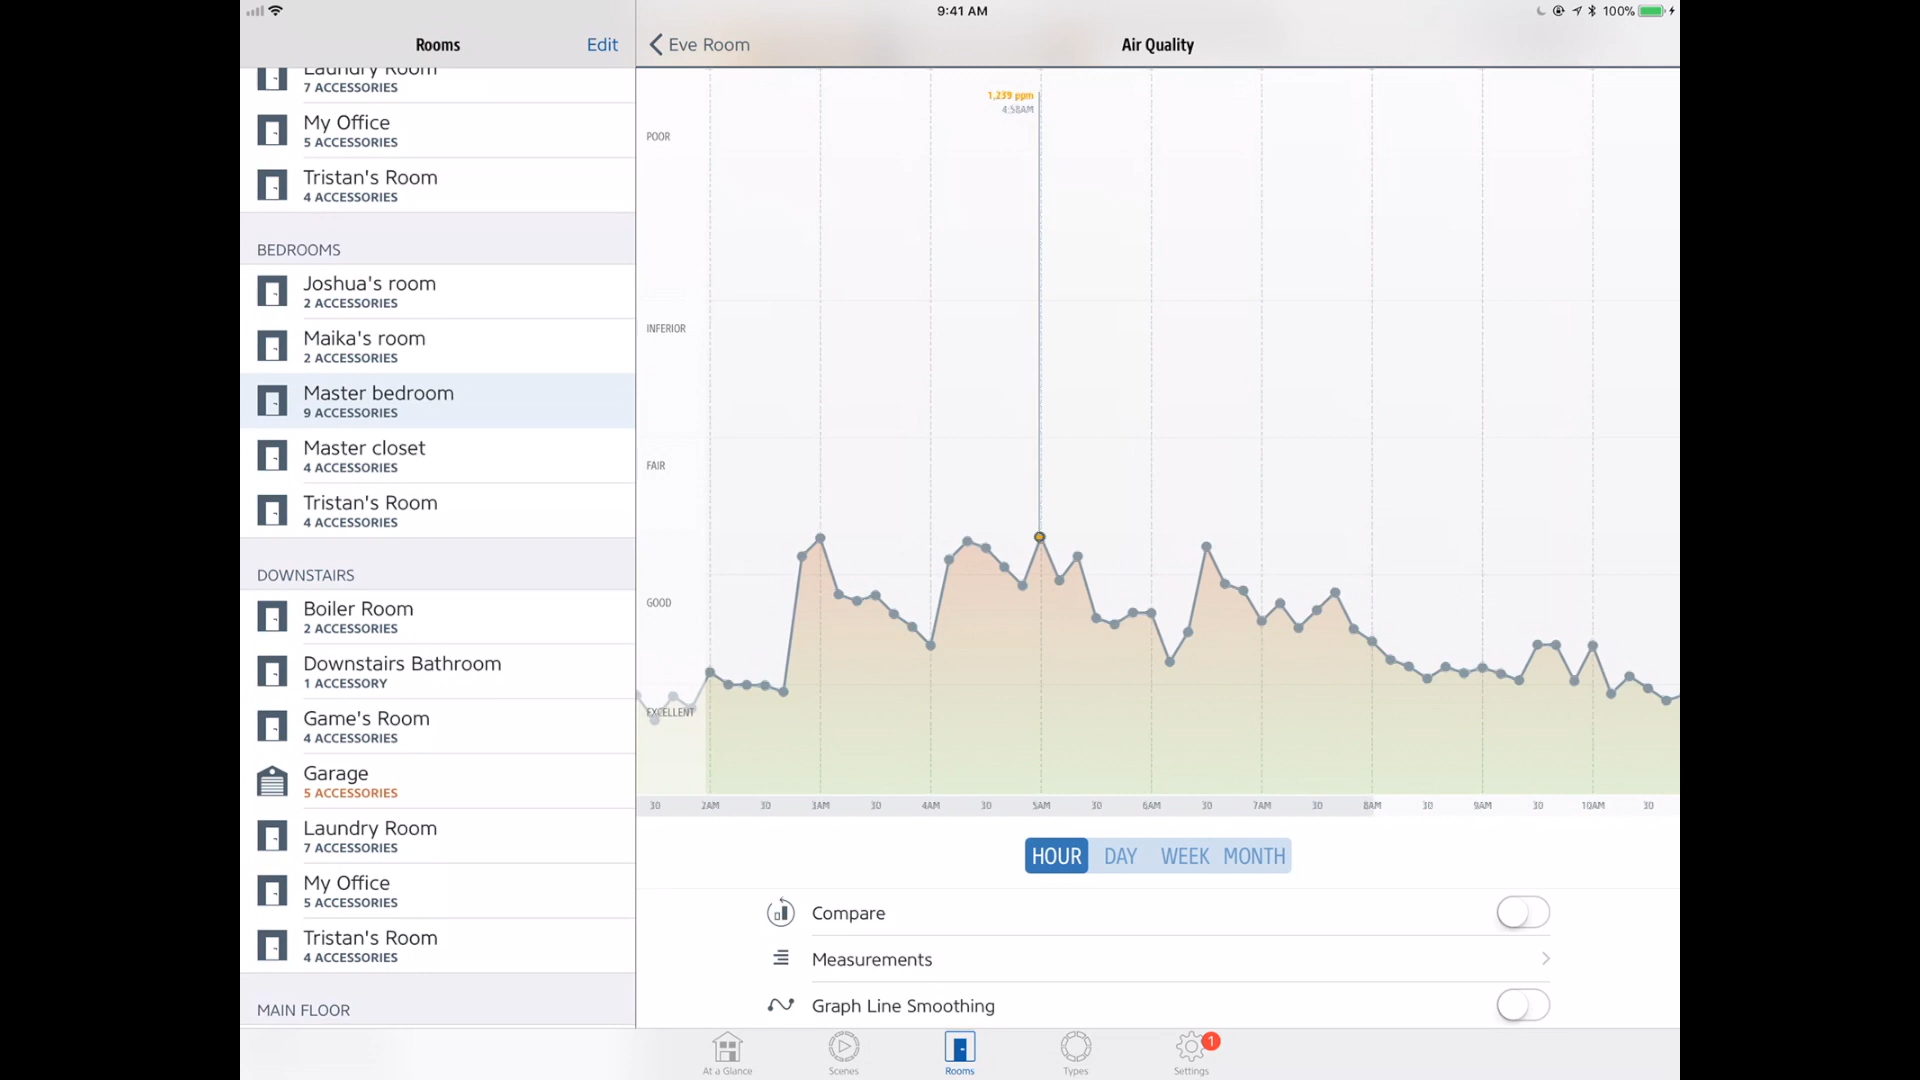 9:41 AM
100%
Rooms
Edit
Eve Room
Air Quality
Laundry Room
7 ACCESSORIES
My Office
5 ACCESSORIES
Tristan's Room
4 ACCESSORIES
BEDROOMS
Joshua's room
2 ACCESSORIES
Maika's room
2 ACCESSORIES
Master bedroom
9 ACCESSORIES
Master closet
4 ACCESSORIES
Tristan's Room
4 ACCESSORIES
DOWNSTAIRS
Boiler Room
2 ACCESSORIES
Downstairs Bathroom
1 ACCESSORY
Game's Room
4 ACCESSORIES
Garage
5 ACCESSORIES
Laundry Room
7 ACCESSORIES
My Office
5 ACCESSORIES
Tristan's Room
4 ACCESSORIES
MAIN FLOOR
1,239 ppm
4:58AM
POOR
INFERIOR
FAIR
GOOD
EXCELLENT
30 2AM 30 3AM 30 4AM 30 5AM 30 6AM 30 7AM 30 8AM 30 9AM 30 10AM 30
HOUR DAY WEEK MONTH
Compare
Measurements
Graph Line Smoothing
At a Glance
Scenes
Rooms
Types
1
Settings